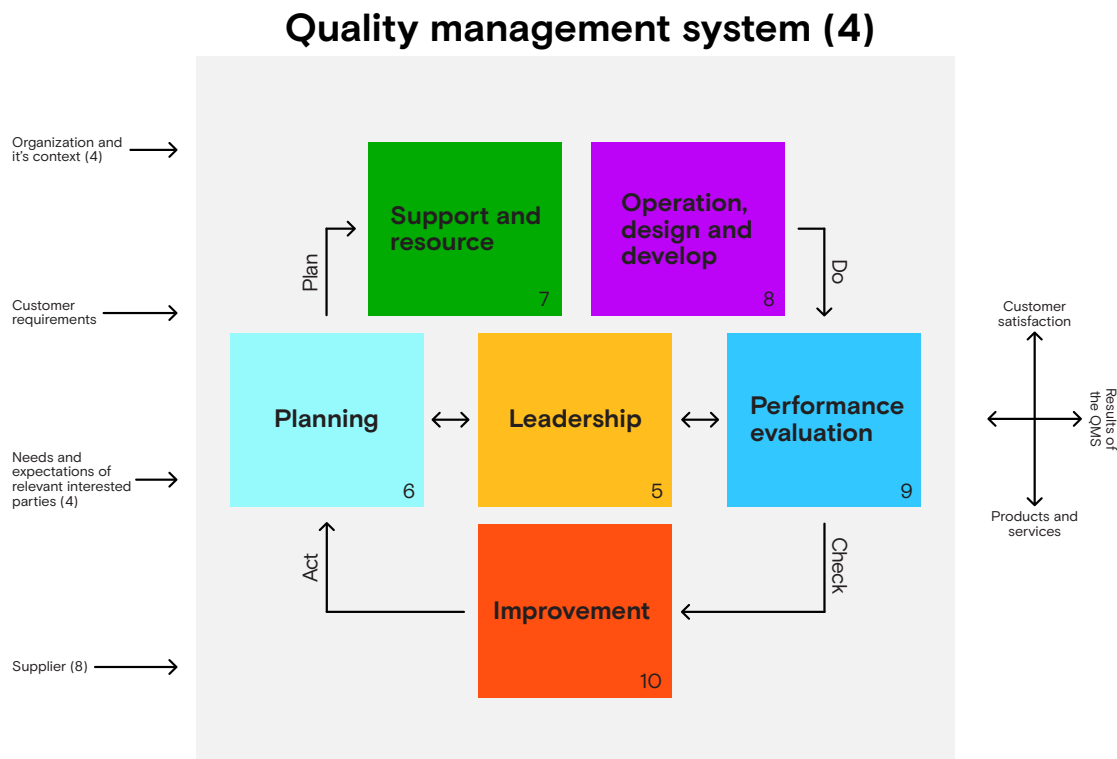 Quality management system (4)
Organization and
it's context (4)
Customer
requirements
Needs and
expectations of
relevant interested
parties (4)
Supplier (8)
Plan
Support and
resource
7
Operation,
design and
develop
8
Do
Planning
6
Leadership
5
Performance
evaluation
9
Act
Improvement
10
Check
Customer
satisfaction
Results of
the QMS
Products and
services